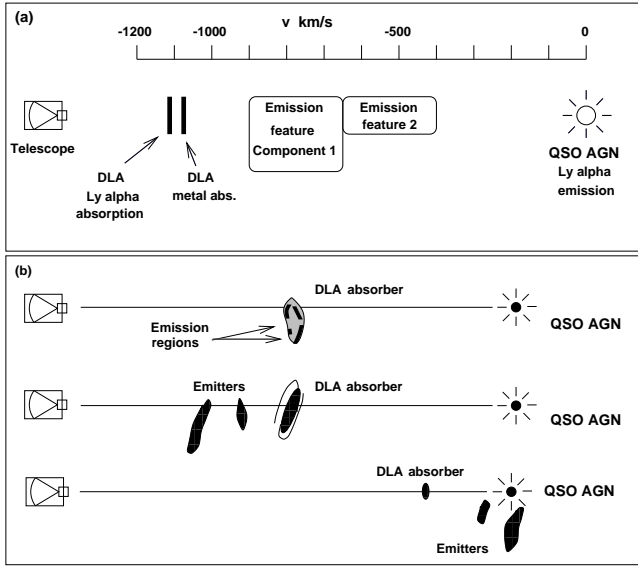 (a)
v km/s
-1200 -1000 -500 0
Telescope
DLA
Ly alpha
absorption
DLA
metal abs.
Emission
feature
Component 1
Emission
feature 2
QSO AGN
Ly alpha
emission
(b)
DLA absorber
Emission
regions
QSO AGN
Emitters
DLA absorber
QSO AGN
DLA absorber
QSO AGN
Emitters